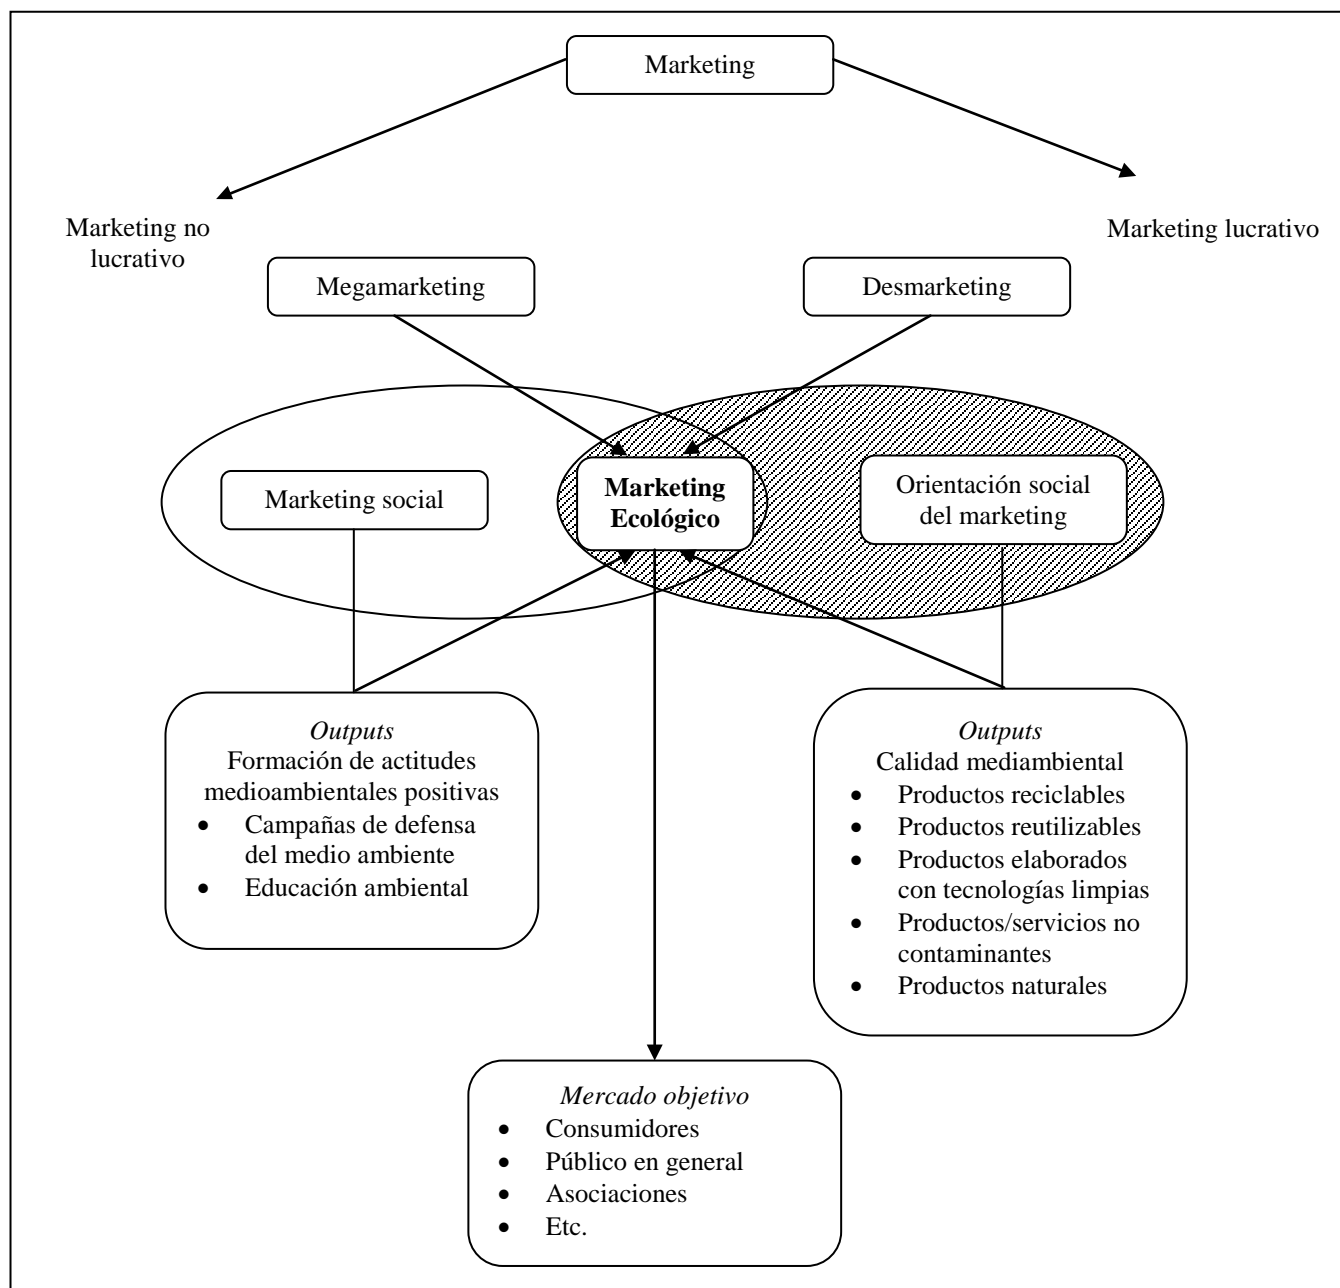 Marketing
Marketing no
lucrativo
Marketing lucrativo
Megamarketing
Desmarketing
Marketing social
Marketing
Ecológico
Orientación social
del marketing
Outputs
Formación de actitudes
medioambientales positivas
• Campañas de defensa
del medio ambiente
• Educación ambiental
Outputs
Calidad mediambiental
• Productos reciclables
• Productos reutilizables
• Productos elaborados
con tecnologías limpias
• Productos/servicios no
contaminantes
• Productos naturales
Mercado objetivo
• Consumidores
• Público en general
• Asociaciones
• Etc.